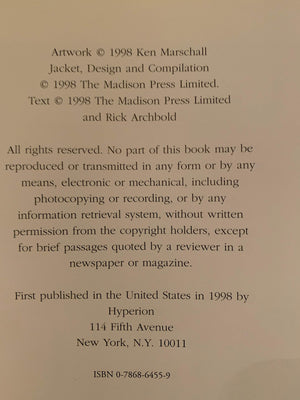 Artwork © 1998 Ken Marschall
Jacket, Design and Compilation
© 1998 The Madison Press Limited.
Text © 1998 The Madison Press Limited
and Rick Archbold
All rights reserved. No part of this book may be
reproduced or transmitted in any form or by any
means, electronic or mechanical, including
photocopying or recording, or by any
information retrieval system, without written
permission from the copyright holders, except
for brief passages quoted by a reviewer in a
newspaper or magazine.
First published in the United States in 1998 by
Hyperion
114 Fifth Avenue
New York, N.Y. 10011
ISBN 0-7868-6455-9